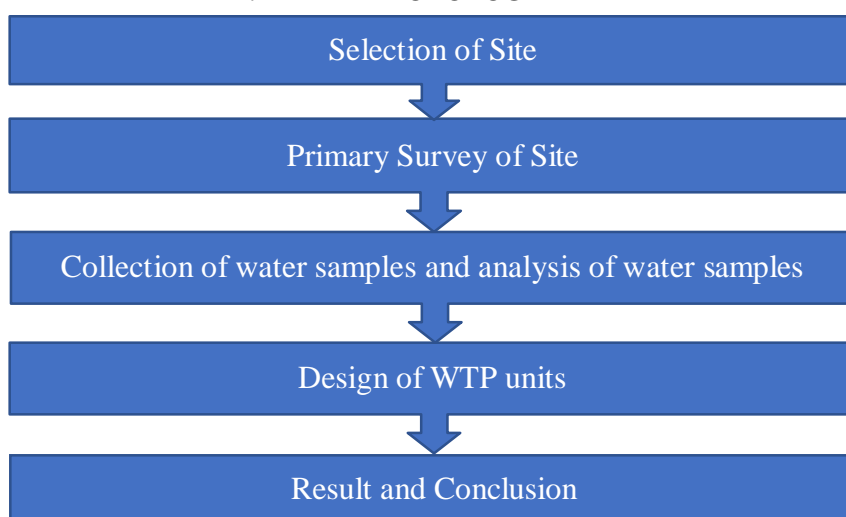 Selection of Site
Primary Survey of Site
Collection of water samples and analysis of water samples
Design of WTP units
Result and Conclusion